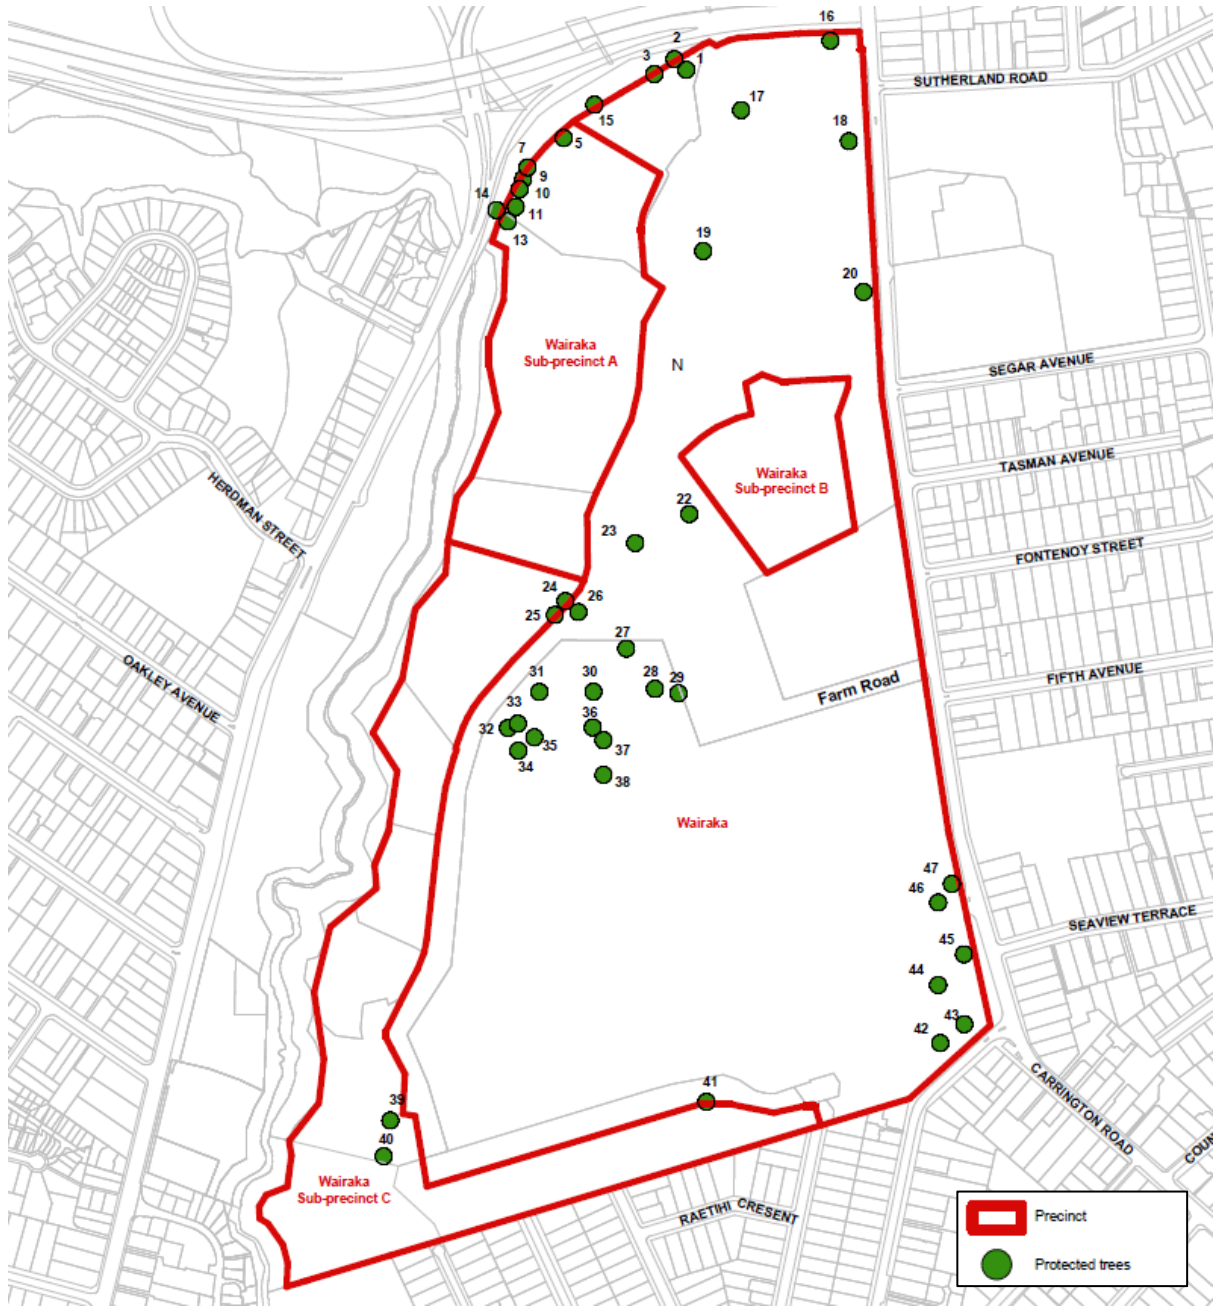 16
2
3
1
SUTHERLAND ROAD
15
17
5
18
7
9
14
10
11
13
19
20
Wairaka
Sub-precinct A
N
SEGAR AVENUE
TASMAN AVENUE
Wairaka
Sub-precinct B
HERDMAN STREET
22
23
FONTENOY STREET
24
26
25
27
OAKLEY AVENUE
FIFTH AVENUE
31
30
28
29
Farm Road
33
32
36
35
37
34
38
Wairaka
47
46
SEAVIEW TERRACE
45
44
43
42
CARRINGTON ROAD
41
39
40
COUN
Wairaka
Sub-precinct C
RAETIHI CRESENT
Precinct
Protected trees